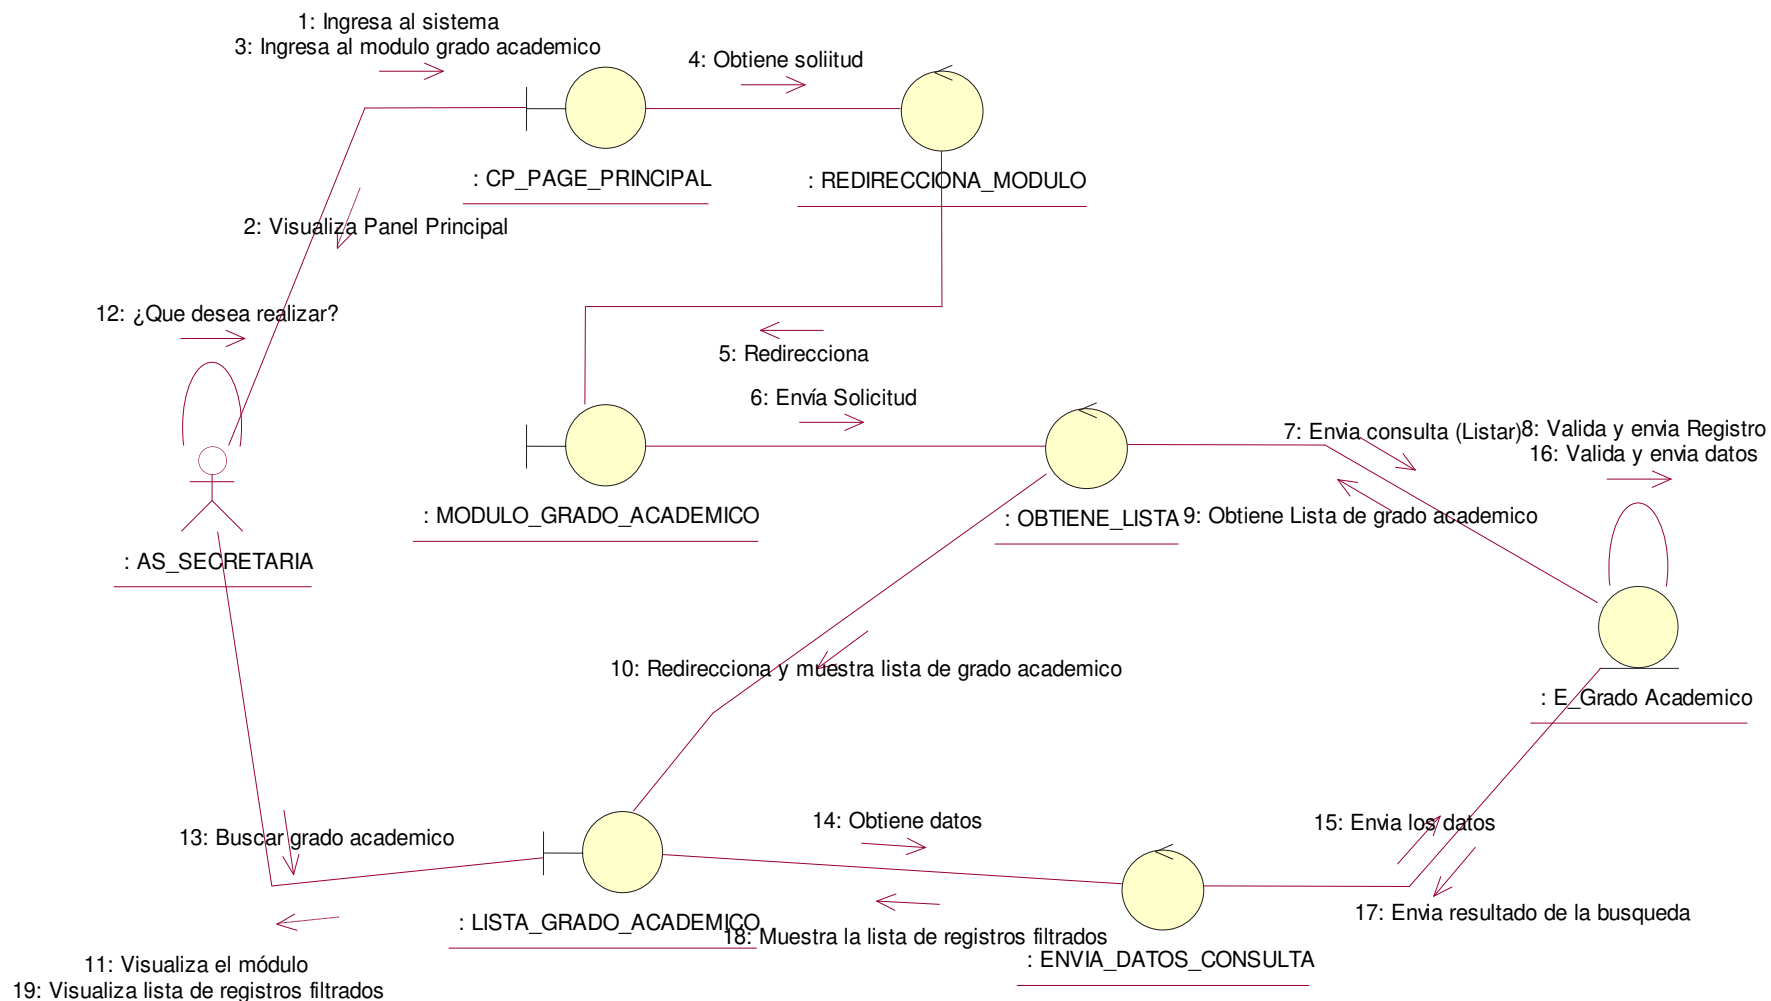 1: Ingresa al sistema
3: Ingresa al modulo grado academico
4: Obtiene soliitud
: CP_PAGE_PRINCIPAL
: REDIRECCIONA_MODULO
2: Visualiza Panel Principal
12: ¿Que desea realizar?
5: Redirecciona
6: Envía Solicitud
7: Envia consulta (Listar)
8: Valida y envia Registro
16: Valida y envia datos
: MODULO_GRADO_ACADEMICO
: OBTIENE_LISTA
9: Obtiene Lista de grado academico
: AS_SECRETARIA
10: Redirecciona y muestra lista de grado academico
: E_Grado Academico
13: Buscar grado academico
14: Obtiene datos
15: Envia los datos
: LISTA_GRADO_ACADEMICO
18: Muestra la lista de registros filtrados
17: Envia resultado de la busqueda
: ENVIA_DATOS_CONSULTA
11: Visualiza el módulo
19: Visualiza lista de registros filtrados